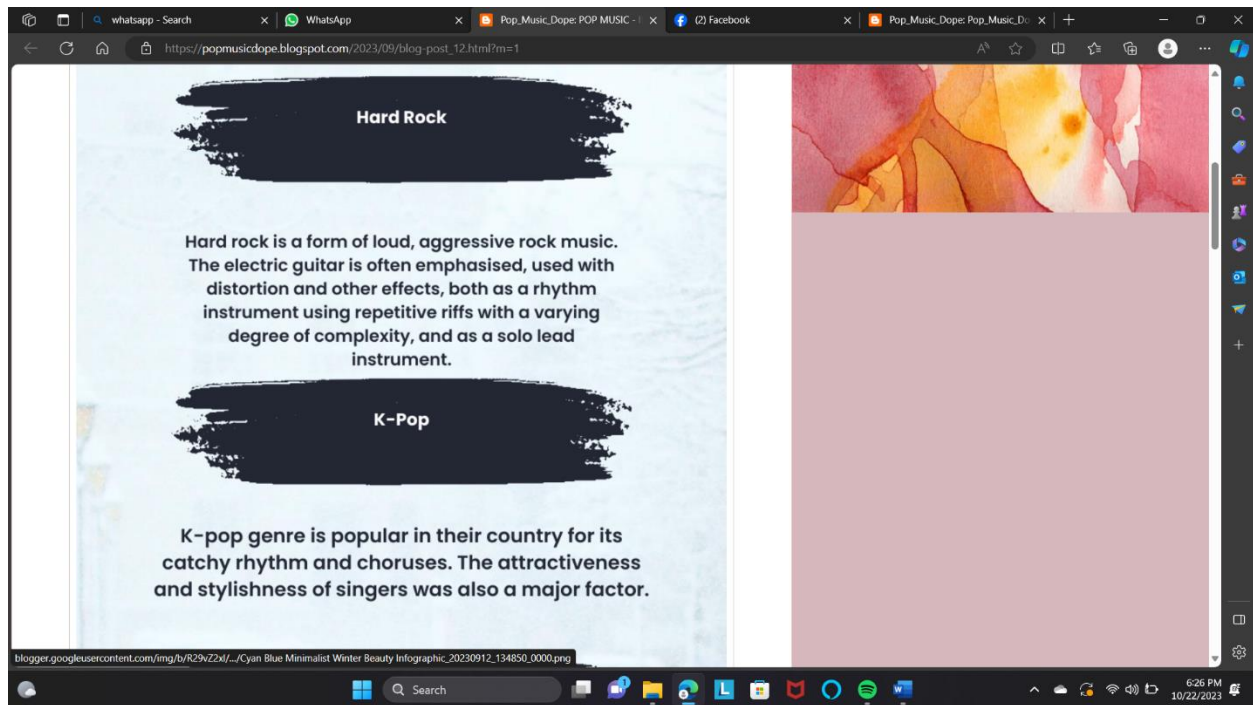 whatsapp - Search
WhatsApp
Pop_Music_Dope: POP MUSIC -
(2) Facebook
Pop_Music_Dope: Pop_Music_Do
https://popmusicdope.blogspot.com/2023/09/blog-post_12.html?m=1
Hard Rock
Hard rock is a form of loud, aggressive rock music.
The electric guitar is often emphasised, used with
distortion and other effects, both as a rhythm
instrument using repetitive riffs with a varying
degree of complexity, and as a solo lead
instrument.
K-Pop
K-pop genre is popular in their country for its
catchy rhythm and choruses. The attractiveness
and stylishness of singers was also a major factor.
blogger.googleusercontent.com/img/b/R29vZ2xl/.../Cyan Blue Minimalist Winter Beauty Infographic_20230912_134850_0000.png
Search
6:26 PM
10/22/2023